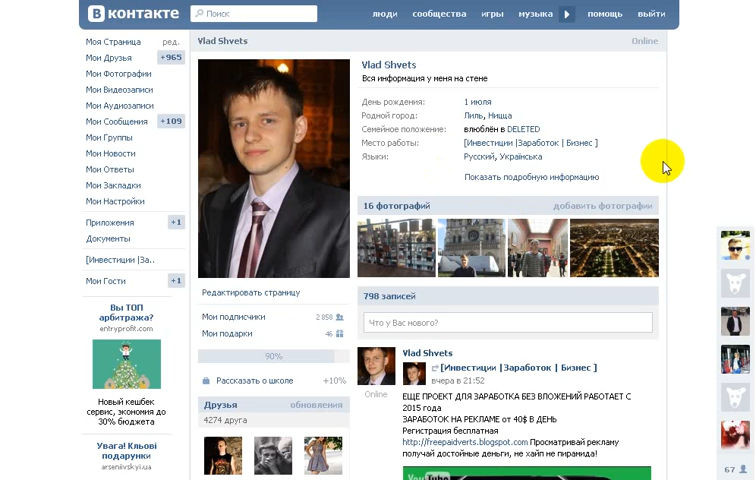 В контакте
Поиск
люди сообщества игры музыка помощь выйти
Моя Страница ред.
Мои Друзья +965
Мои Фотографии
Мои Видеозаписи
Мои Аудиозаписи
Мои Сообщения +109
Мои Группы
Мои Новости
Мои Ответы
Мои Закладки
Мои Настройки
Приложения +1
Документы
[Инвестиции |За..
Мои Гости +1
Вы ТОП
арбитража?
entryprofit.com
Новый кешбек
сервис, экономия до
30% бюджета
Увага! Кльові
подарунки
arseniivskyi.ua
Vlad Shvets Online
Редактировать страницу
Мои подписчики 2 858
Мои подарки 46
90%
Рассказать о школе +10%
Друзья обновления
4274 друга
Vlad Shvets
Вся информация у меня на стене
День рождения: 1 июля
Родной город: Лиль, Ницца
Семейное положение: влюблён в DELETED
Место работы: [Инвестиции |Заработок | Бизнес ]
Языки: Русский, Українська
Показать подробную информацию
16 фотографий добавить фотографии
798 записей
Что у Вас нового?
Vlad Shvets
[Инвестиции |Заработок | Бизнес ]
вчера в 21:52
Online
ЕЩЕ ПРОЕКТ ДЛЯ ЗАРАБОТКА БЕЗ ВЛОЖЕНИЙ РАБОТАЕТ С
2015 года
ЗАРАБОТОК НА РЕКЛАМЕ от 40$ В ДЕНЬ
Регистрация бесплатная
http://freepaidverts.blogspot.com Просматривай рекламу
получай достойные деньги, не хайп не пирамида!
YouTube
67